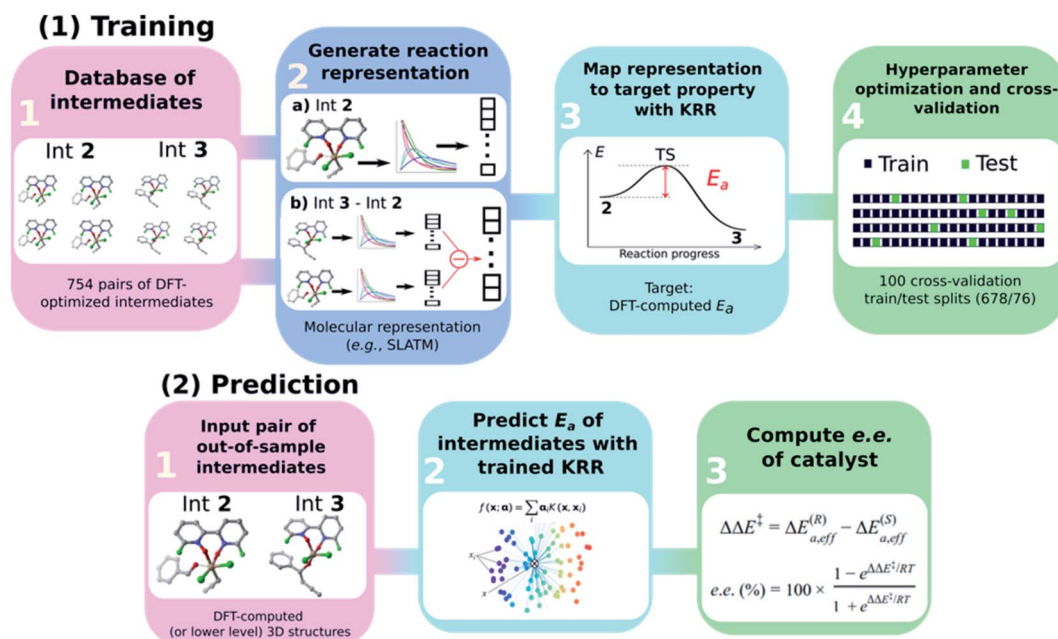 (1) Training
1
Database of
intermediates
Int 2 Int 3
754 pairs of DFT-
optimized intermediates
2
Generate reaction
representation
a) Int 2
b) Int 3 - Int 2
Molecular representation
(e.g., SLATM)
3
Map representation
to target property
with KRR
E
TS
Eₐ
2
3
Reaction progress
Target:
DFT-computed Eₐ
4
Hyperparameter
optimization and cross-
validation
Train Test
100 cross-validation
train/test splits (678/76)
(2) Prediction
1
Input pair of
out-of-sample
intermediates
Int 2 Int 3
DFT-computed
(or lower level) 3D structures
2
Predict Eₐ of
intermediates with
trained KRR
f(x;α) = ∑ᵢ αᵢK(x, xᵢ)
xᵢ
x
3
Compute e.e.
of catalyst
ΔΔE‡ = ΔE(R)a,eff − ΔE(S)a,eff
e.e. (%) = 100 × (1 − e^ΔΔE‡/RT) / (1 + e^ΔΔE‡/RT)